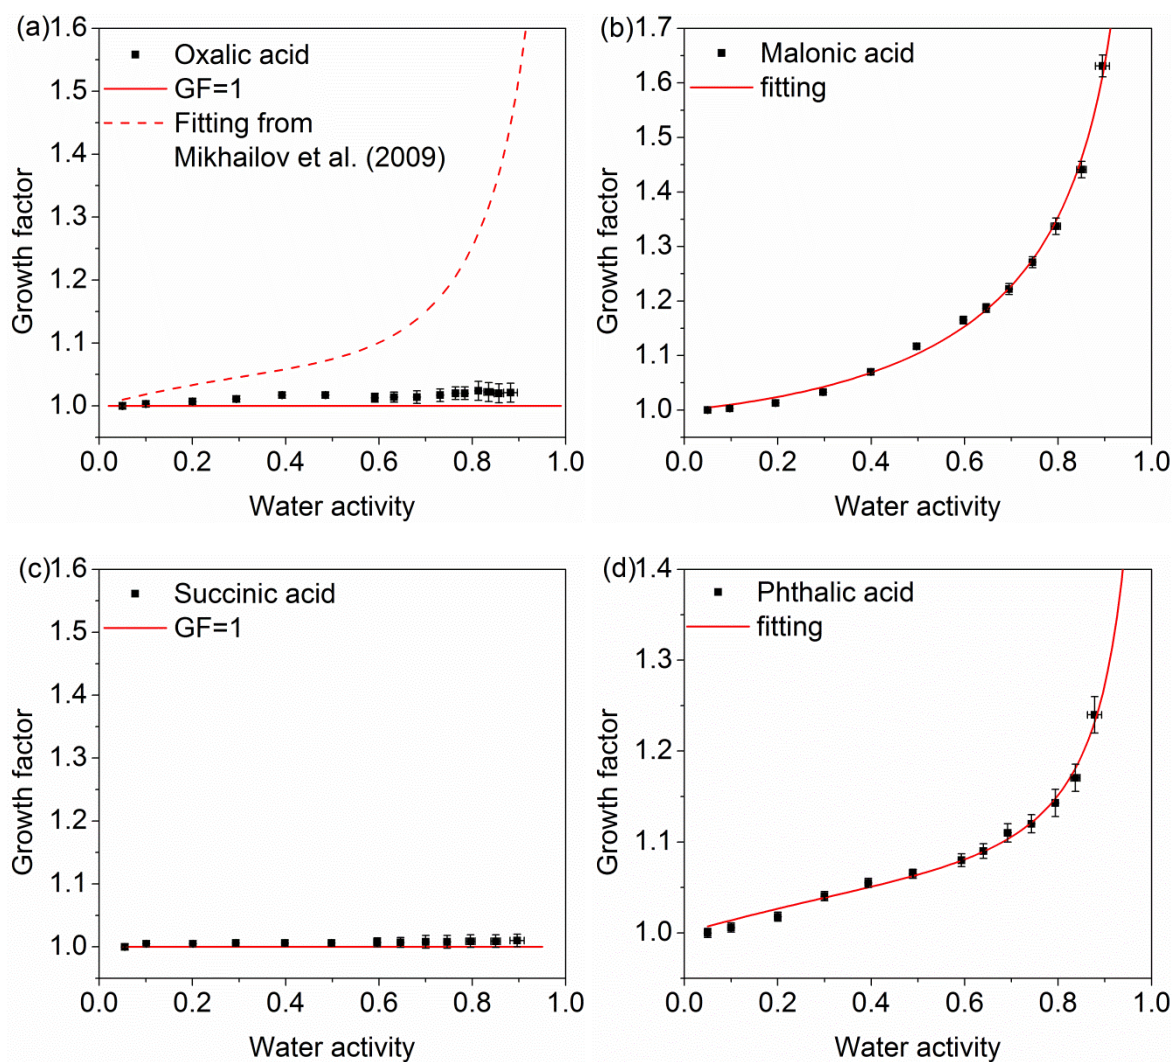 (a)
1.6
Oxalic acid
GF=1
Fitting from
Mikhailov et al. (2009)
1.5
1.4
1.3
1.2
1.1
1.0
Growth factor
0.0 0.2 0.4 0.6 0.8 1.0
Water activity
(b)
1.7
Malonic acid
fitting
1.6
1.5
1.4
1.3
1.2
1.1
1.0
Growth factor
0.0 0.2 0.4 0.6 0.8 1.0
Water activity
(c)
1.6
Succinic acid
GF=1
1.5
1.4
1.3
1.2
1.1
1.0
Growth factor
0.0 0.2 0.4 0.6 0.8 1.0
Water activity
(d)
1.4
Phthalic acid
fitting
1.3
1.2
1.1
1.0
Growth factor
0.0 0.2 0.4 0.6 0.8 1.0
Water activity